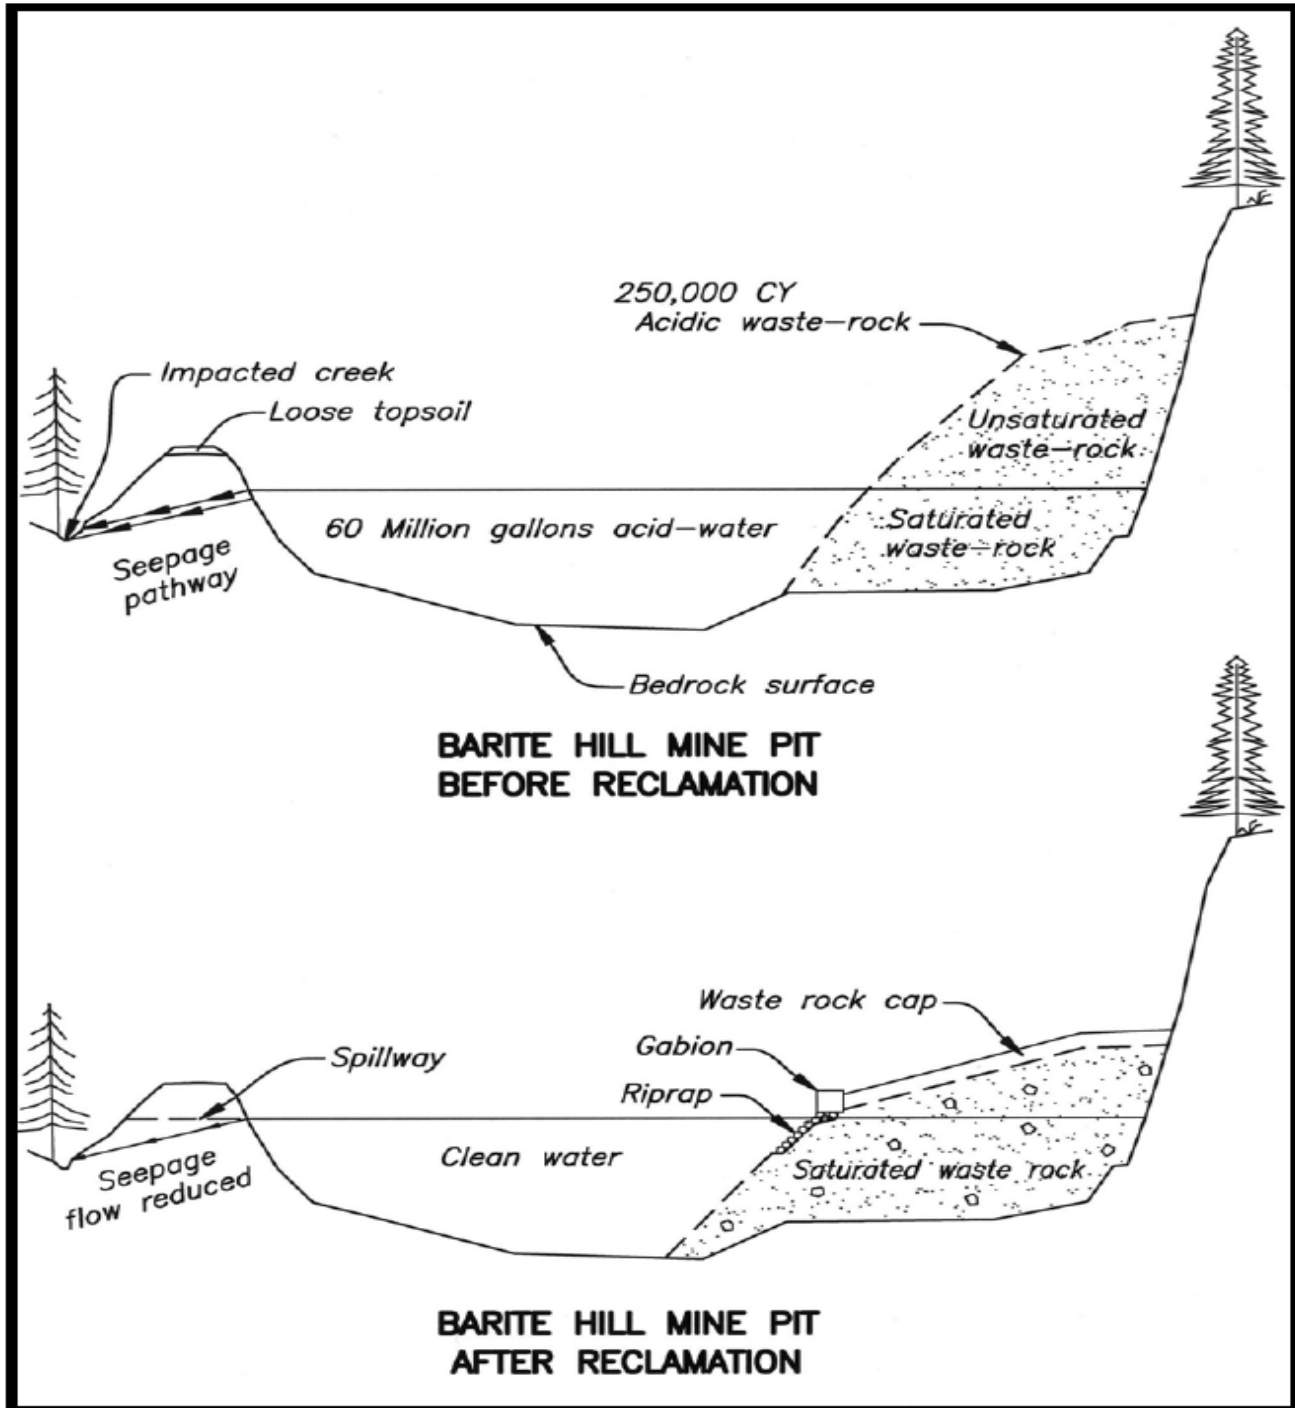 250,000 CY
Acidic waste-rock
Impacted creek
Loose topsoil
Unsaturated
waste-rock
60 Million gallons acid-water
Saturated
waste-rock
Seepage
pathway
Bedrock surface
BARITE HILL MINE PIT
BEFORE RECLAMATION
Waste rock cap
Gabion
Spillway
Riprap
Clean water
Saturated waste rock
Seepage
flow reduced
BARITE HILL MINE PIT
AFTER RECLAMATION